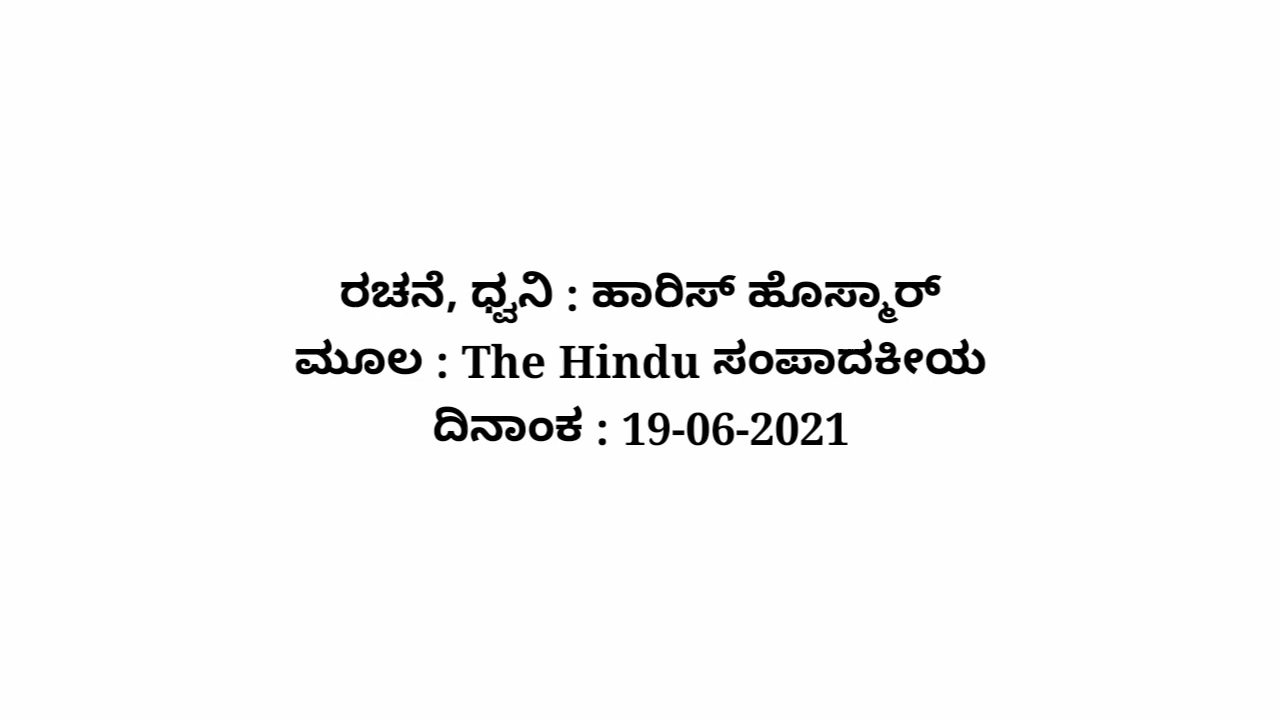 ರಚನೆ, ಧ್ವನಿ : ಹಾರಿಸ್ ಹೊಸ್ಮಾರ್
ಮೂಲ : The Hindu ಸಂಪಾದಕೀಯ
ದಿನಾಂಕ : 19-06-2021